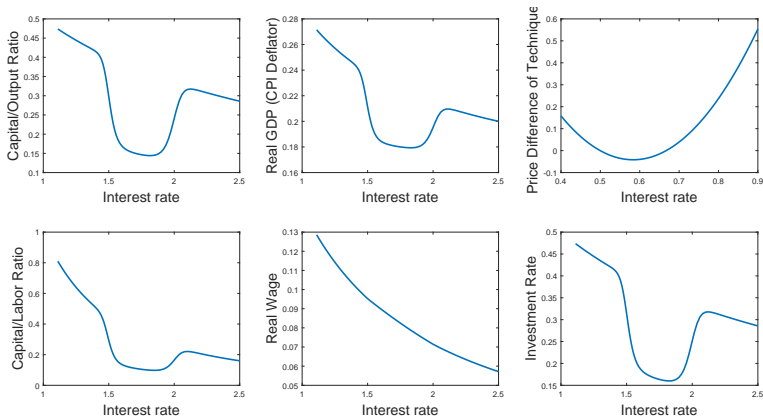 Capital/Output Ratio
0.5
0.45
0.4
0.35
0.3
0.25
0.2
0.15
0.1
1 1.5 2 2.5
Interest rate
Real GDP (CPI Deflator)
0.28
0.26
0.24
0.22
0.2
0.18
0.16
1 1.5 2 2.5
Interest rate
Price Difference of Technique
0.6
0.5
0.4
0.3
0.2
0.1
0
-0.1
0.4 0.5 0.6 0.7 0.8 0.9
Interest rate
Capital/Labor Ratio
1
0.8
0.6
0.4
0.2
0
1 1.5 2 2.5
Interest rate
Real Wage
0.13
0.12
0.11
0.1
0.09
0.08
0.07
0.06
0.05
1 1.5 2 2.5
Interest rate
Investment Rate
0.5
0.45
0.4
0.35
0.3
0.25
0.2
0.15
1 1.5 2 2.5
Interest rate